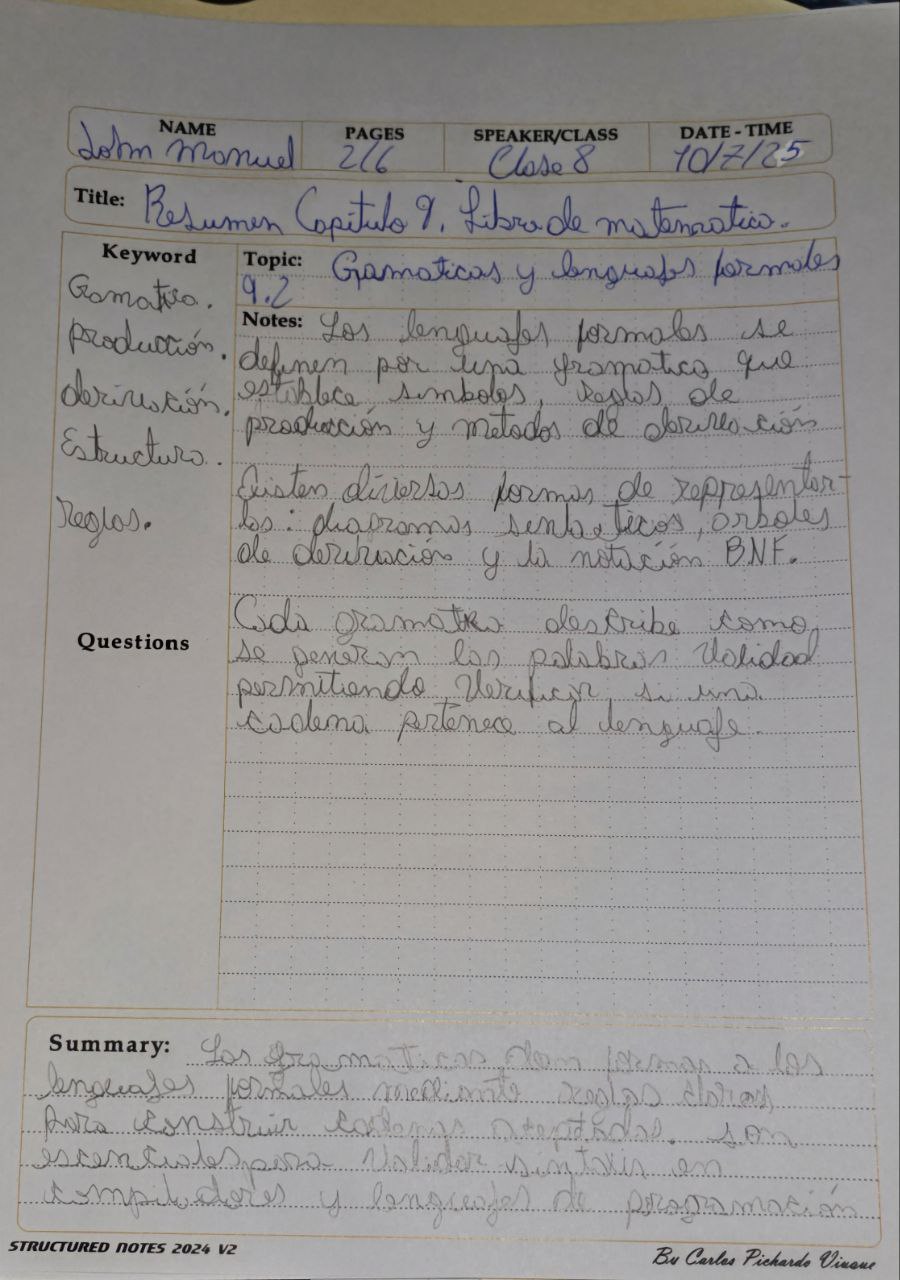 NAME PAGES SPEAKER/CLASS DATE - TIME
John Manuel 2/6 Clase 8 10/7/25
Title: Resumen Capitulo 9. Libro de matematica.
Keyword
Topic: Gramaticas y lenguajes formales
9.2
Gramatica.
producción.
derivación.
Estructura.
reglas.
Questions
Notes: Los lenguajes formales se
definen por una gramatica que
establece simbolos, reglas de
producción y metodos de derivación
Existen diversas formas de representar-
los: diagramas sintacticos, arboles
de derivación y la notación BNF.
Cada gramatica describe como
se generan las palabras validad
permitiendo verificar si una
cadena pertenece al lenguaje.
Summary: Las gramaticas dan formas a los
lenguajes formales mediante reglas claras
para construir cadenas aceptadas. son
escenciales para validar sintaxis en
compiladores y lenguajes de programación
STRUCTURED NOTES 2024 V2
By Carlos Pichardo Viuque